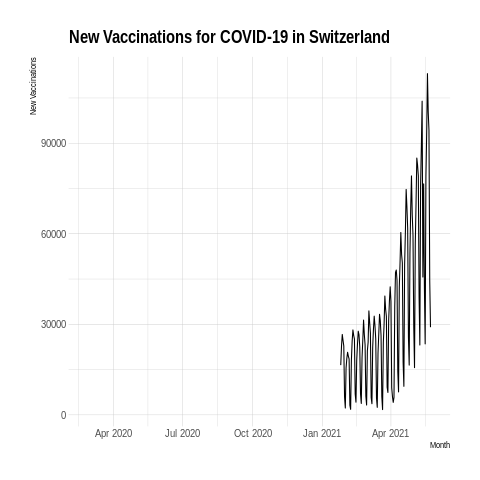 New Vaccinations for COVID-19 in Switzerland
New Vaccinations
90000
60000
30000
0
Apr 2020 Jul 2020 Oct 2020 Jan 2021 Apr 2021
Month